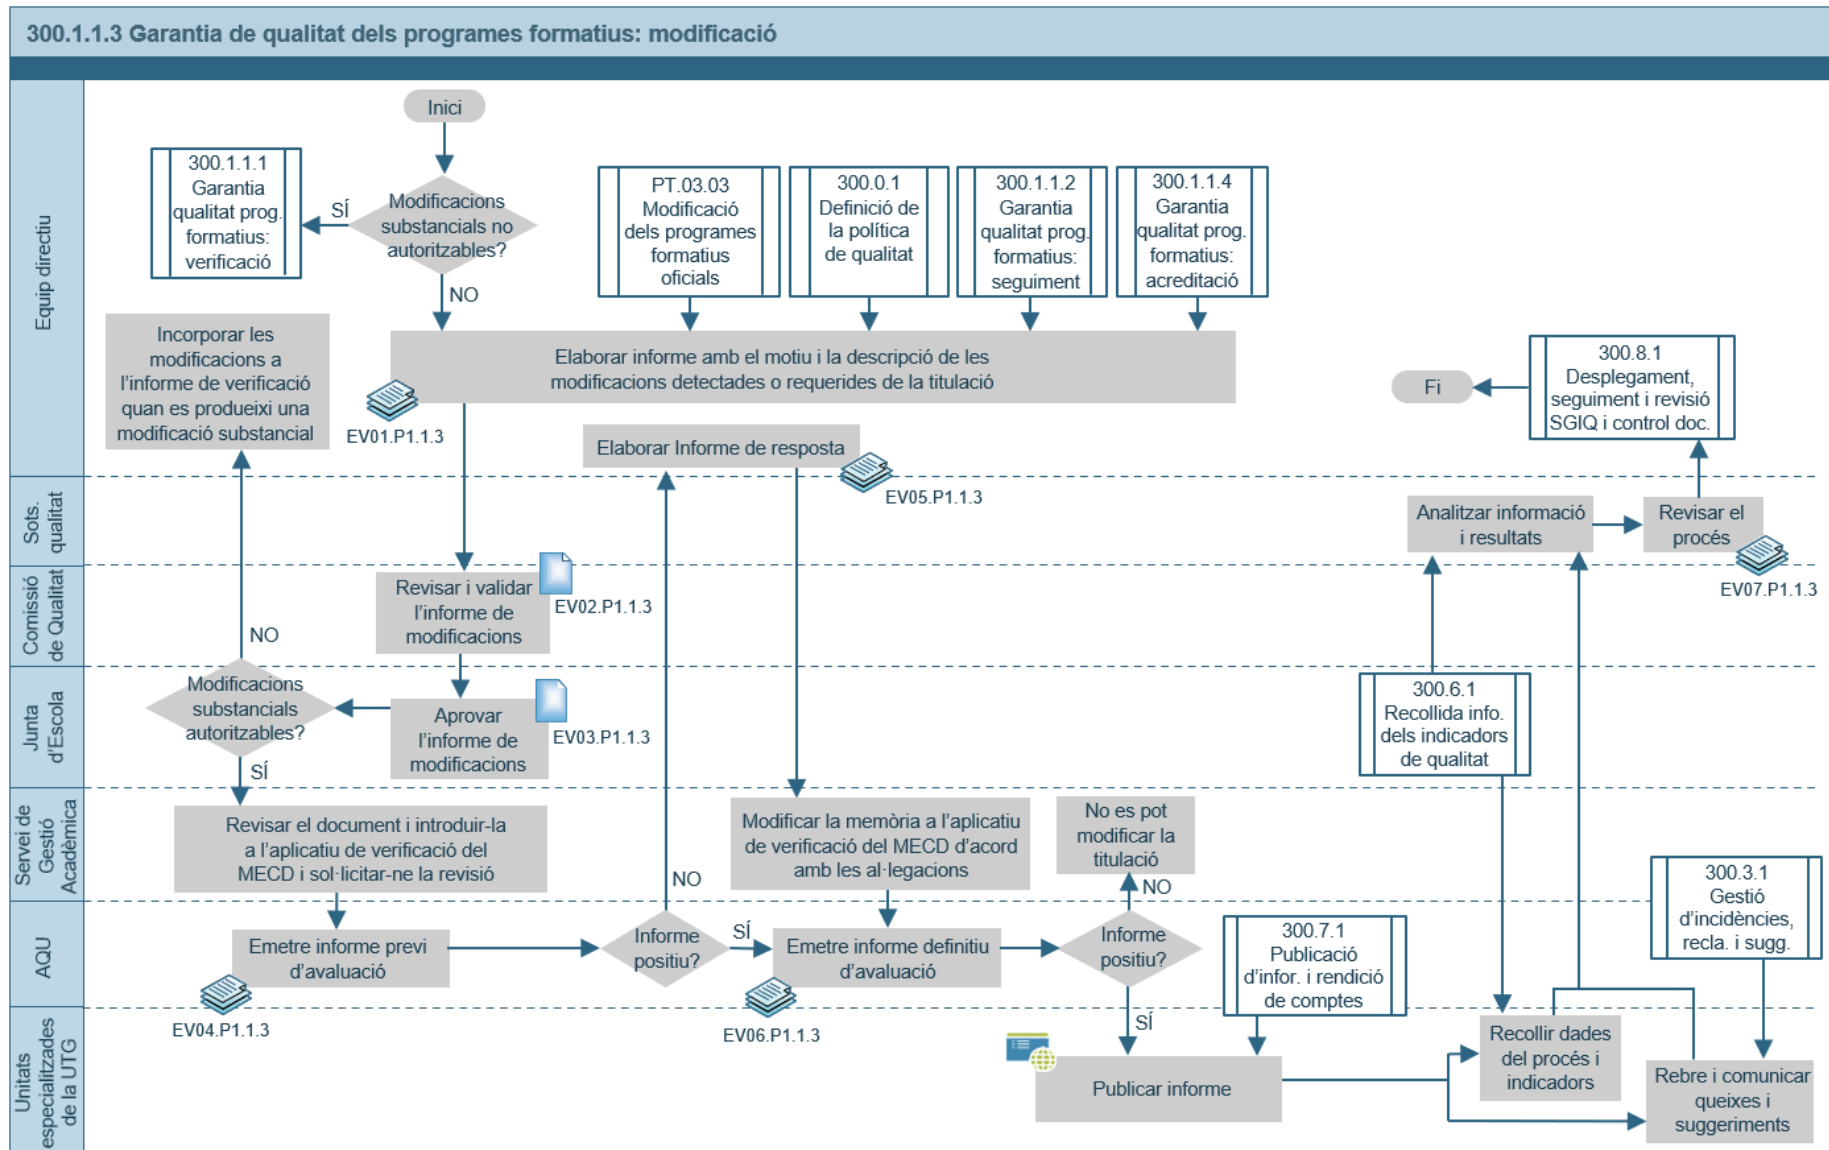 300.1.1.3 Garantia de qualitat dels programes formatius: modificació
Equip directiu
Inici
300.1.1.1
Garantia
qualitat prog.
formatius:
verificació
SÍ
Modificacions
substancials no
autoritzables?
NO
PT.03.03
Modificació
dels programes
formatius
oficials
300.0.1
Definició de
la política
de qualitat
300.1.1.2
Garantia
qualitat prog.
formatius:
seguiment
300.1.1.4
Garantia
qualitat prog.
formatius:
acreditació
Incorporar les
modificacions a
l'informe de verificació
quan es produeixi una
modificació substancial
Elaborar informe amb el motiu i la descripció de les
modificacions detectades o requerides de la titulació
EV01.P1.1.3
Elaborar Informe de resposta
EV05.P1.1.3
Fi
300.8.1
Desplegament,
seguiment i revisió
SGIQ i control doc.
Sots.
qualitat
Analitzar informació
i resultats
Revisar el
procés
EV07.P1.1.3
Comissió
de Qualitat
Revisar i validar
l'informe de
modificacions
EV02.P1.1.3
NO
Junta
d'Escola
Modificacions
substancials
autoritzables?
SÍ
Aprovar
l'informe de
modificacions
EV03.P1.1.3
300.6.1
Recollida info.
dels indicadors
de qualitat
Servei de
Gestió
Acadèmica
Revisar el document i introduir-la
a l'aplicatiu de verificació del
MECD i sol·licitar-ne la revisió
NO
Modificar la memòria a l'aplicatiu
de verificació del MECD d'acord
amb les al·legacions
No es pot
modificar la
titulació
NO
300.3.1
Gestió
d'incidències,
recla. i sugg.
AQU
Emetre informe previ
d'avaluació
EV04.P1.1.3
Informe
positiu?
SÍ
Emetre informe definitiu
d'avaluació
EV06.P1.1.3
Informe
positiu?
SÍ
300.7.1
Publicació
d'infor. i rendició
de comptes
Unitats
especialitzades
de la UTG
Publicar informe
Recollir dades
del procés i
indicadors
Rebre i comunicar
queixes i
suggeriments